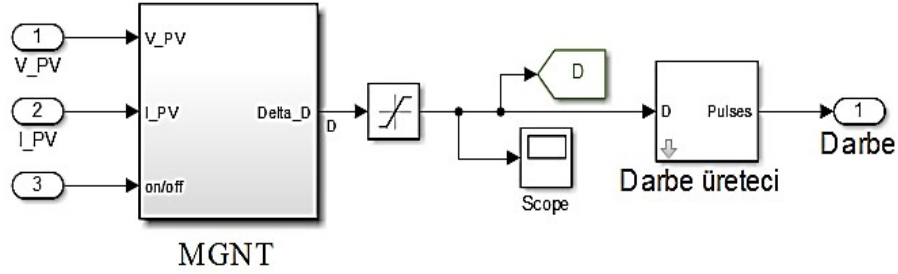 1
V_PV
V_PV
2
I_PV
I_PV
3
on/off
Delta_D
D
MGNT
D
Scope
D
Pulses
Darbe üreteci
1
Darbe